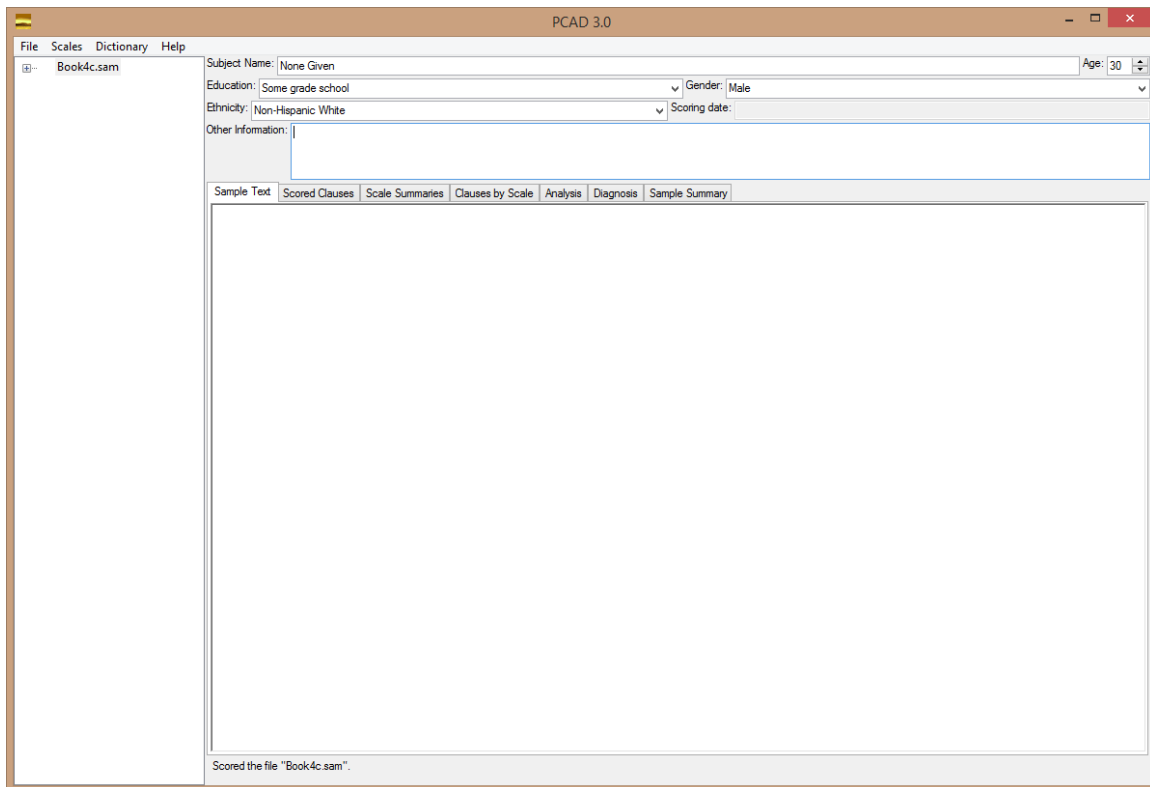 PCAD 3.0
File Scales Dictionary Help
Book4c.sam
Subject Name: None Given Age: 30
Education: Some grade school Gender: Male
Ethnicity: Non-Hispanic White Scoring date:
Other Information:
Sample Text Scored Clauses Scale Summaries Clauses by Scale Analysis Diagnosis Sample Summary
Scored the file "Book4c.sam".